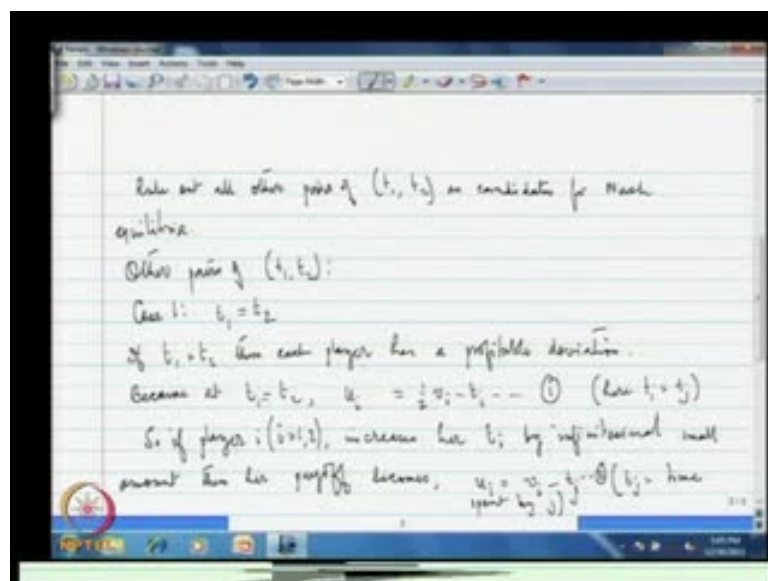 Rule out all other pairs of (t₁, t₂) as candidates for Nash
equilibria.
Other pairs of (t₁, t₂):
Case 1: t₁ = t₂
If t₁ = t₂ then each player has a profitable deviation.
Because at t₁ = t₂, uᵢ = ½ vᵢ - tᵢ -- ① (here tᵢ = tⱼ)
So if player i (i=1,2), increases her tᵢ by infinitesimal small
amount then her payoff becomes, uᵢ = vᵢ - tⱼ -- ② (tⱼ = time
spent by j)
NPTEL